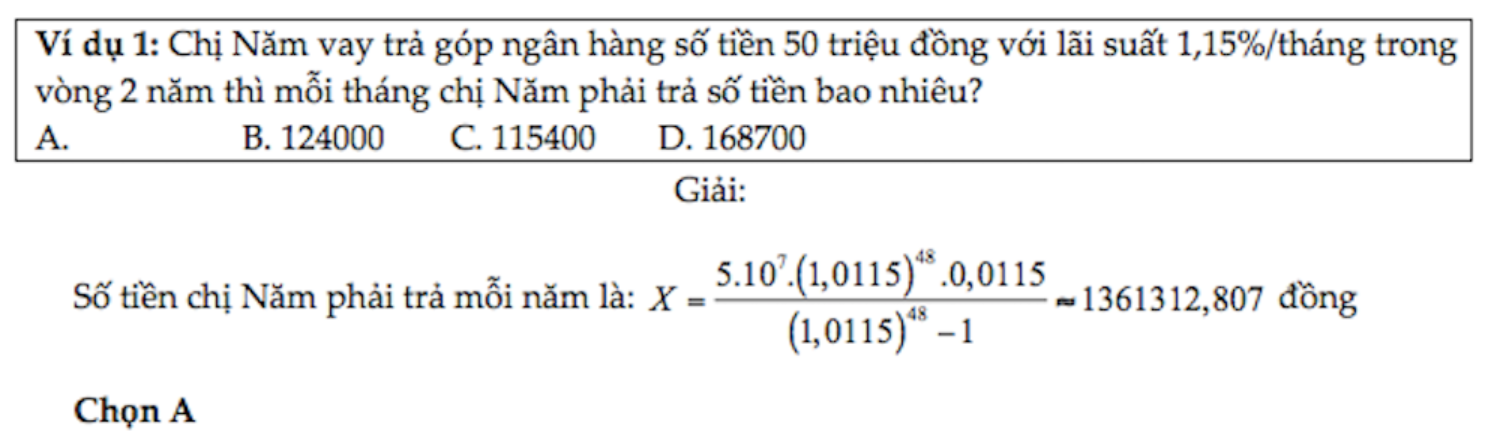 Ví dụ 1: Chị Năm vay trả góp ngân hàng số tiền 50 triệu đồng với lãi suất 1,15%/tháng trong
vòng 2 năm thì mỗi tháng chị Năm phải trả số tiền bao nhiêu?
A. B. 124000 C. 115400 D. 168700
Giải:
Số tiền chị Năm phải trả mỗi năm là: X = \frac{5.10^7.(1,0115)^{48}.0,0115}{(1,0115)^{48} - 1} ≈ 1361312,807 đồng
Chọn A